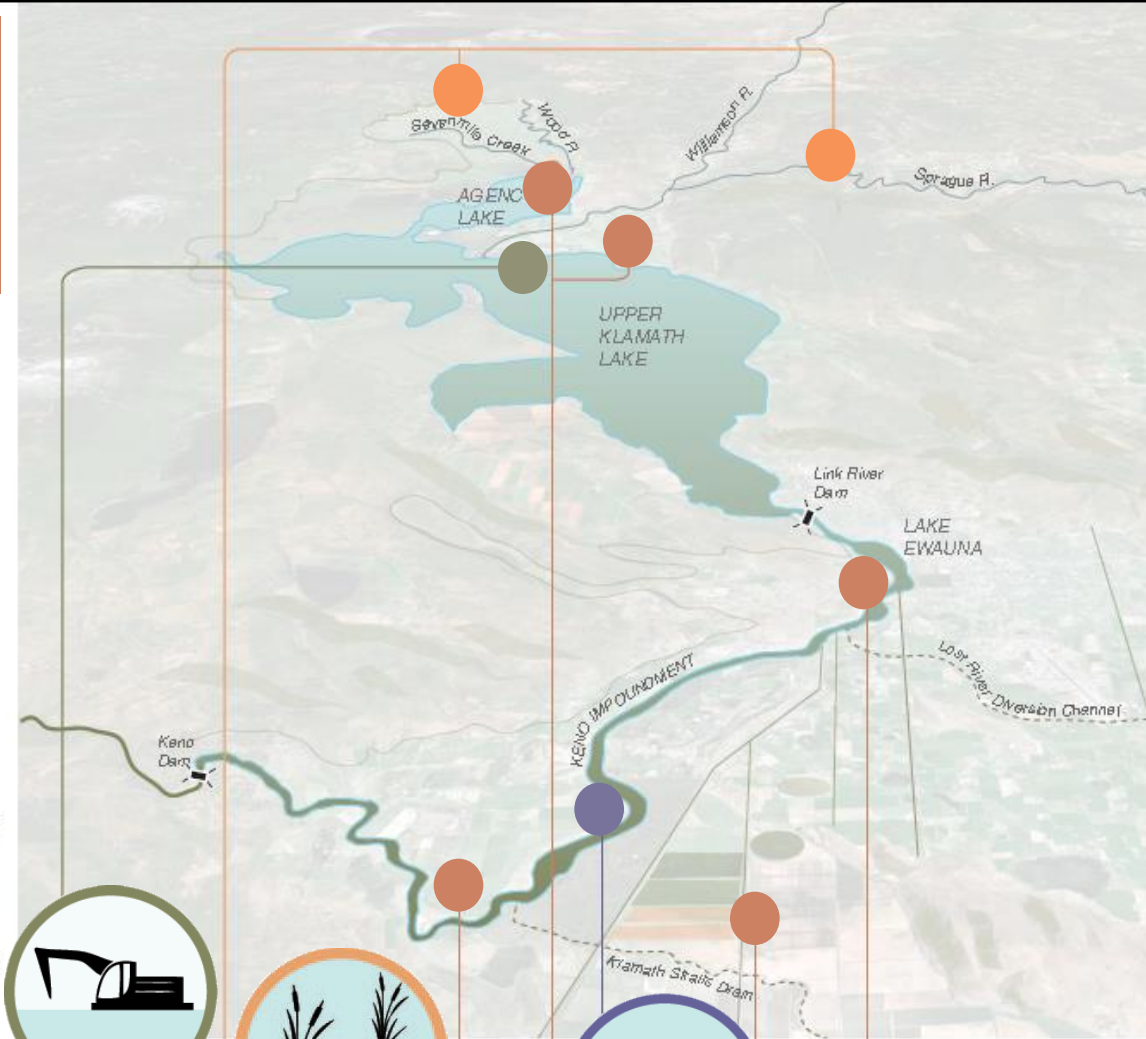 Wood R.
Sevenmile Creek
Williamson R.
Sprague R.
AGENC
LAKE
UPPER
KLAMATH
LAKE
Link River
Dam
LAKE
EWAUNA
Lost River Diversion Channel
KENO IMPOUNDMENT
Keno
Dam
Klamath Straits Drain